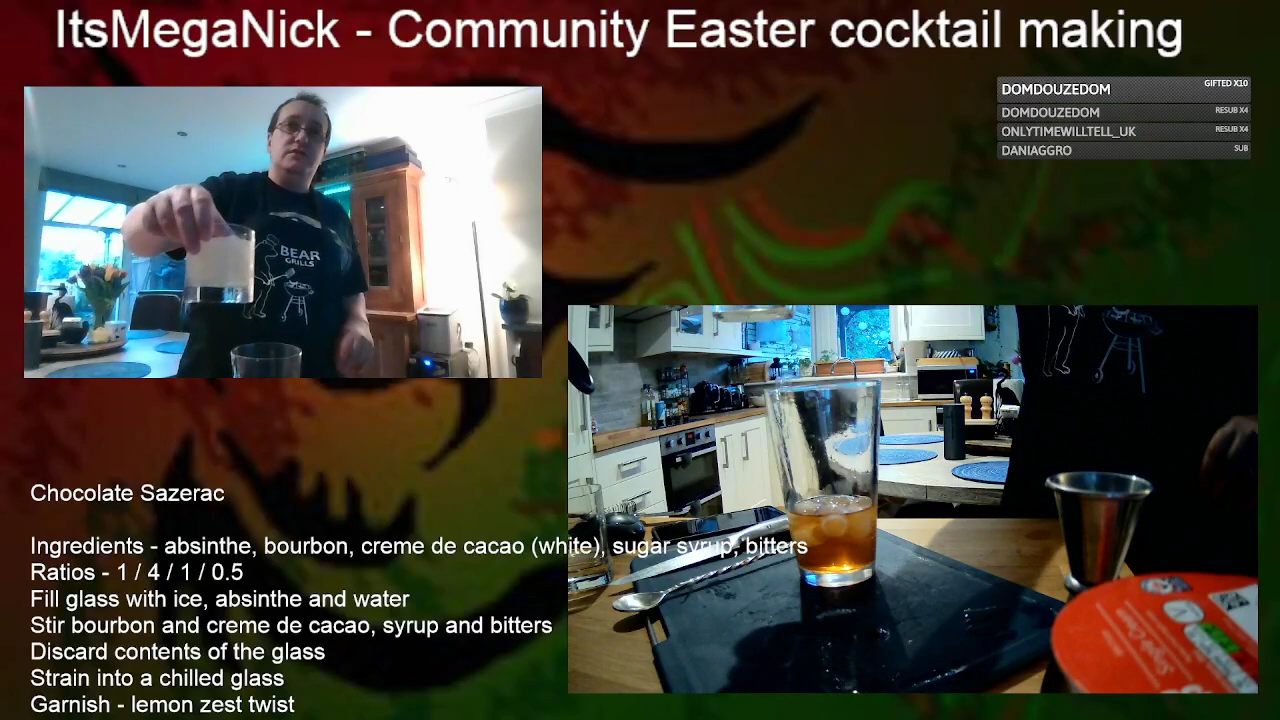 ItsMegaNick - Community Easter cocktail making
DOMDOUZEDOM GIFTED X10
DOMDOUZEDOM RESUB X4
ONLYTIMEWILLTELL_UK RESUB X4
DANIAGGRO SUB
BEAR
GRILLS
Chocolate Sazerac
Ingredients - absinthe, bourbon, creme de cacao (white), sugar syrup, bitters
Ratios - 1 / 4 / 1 / 0.5
Fill glass with ice, absinthe and water
Stir bourbon and creme de cacao, syrup and bitters
Discard contents of the glass
Strain into a chilled glass
Garnish - lemon zest twist